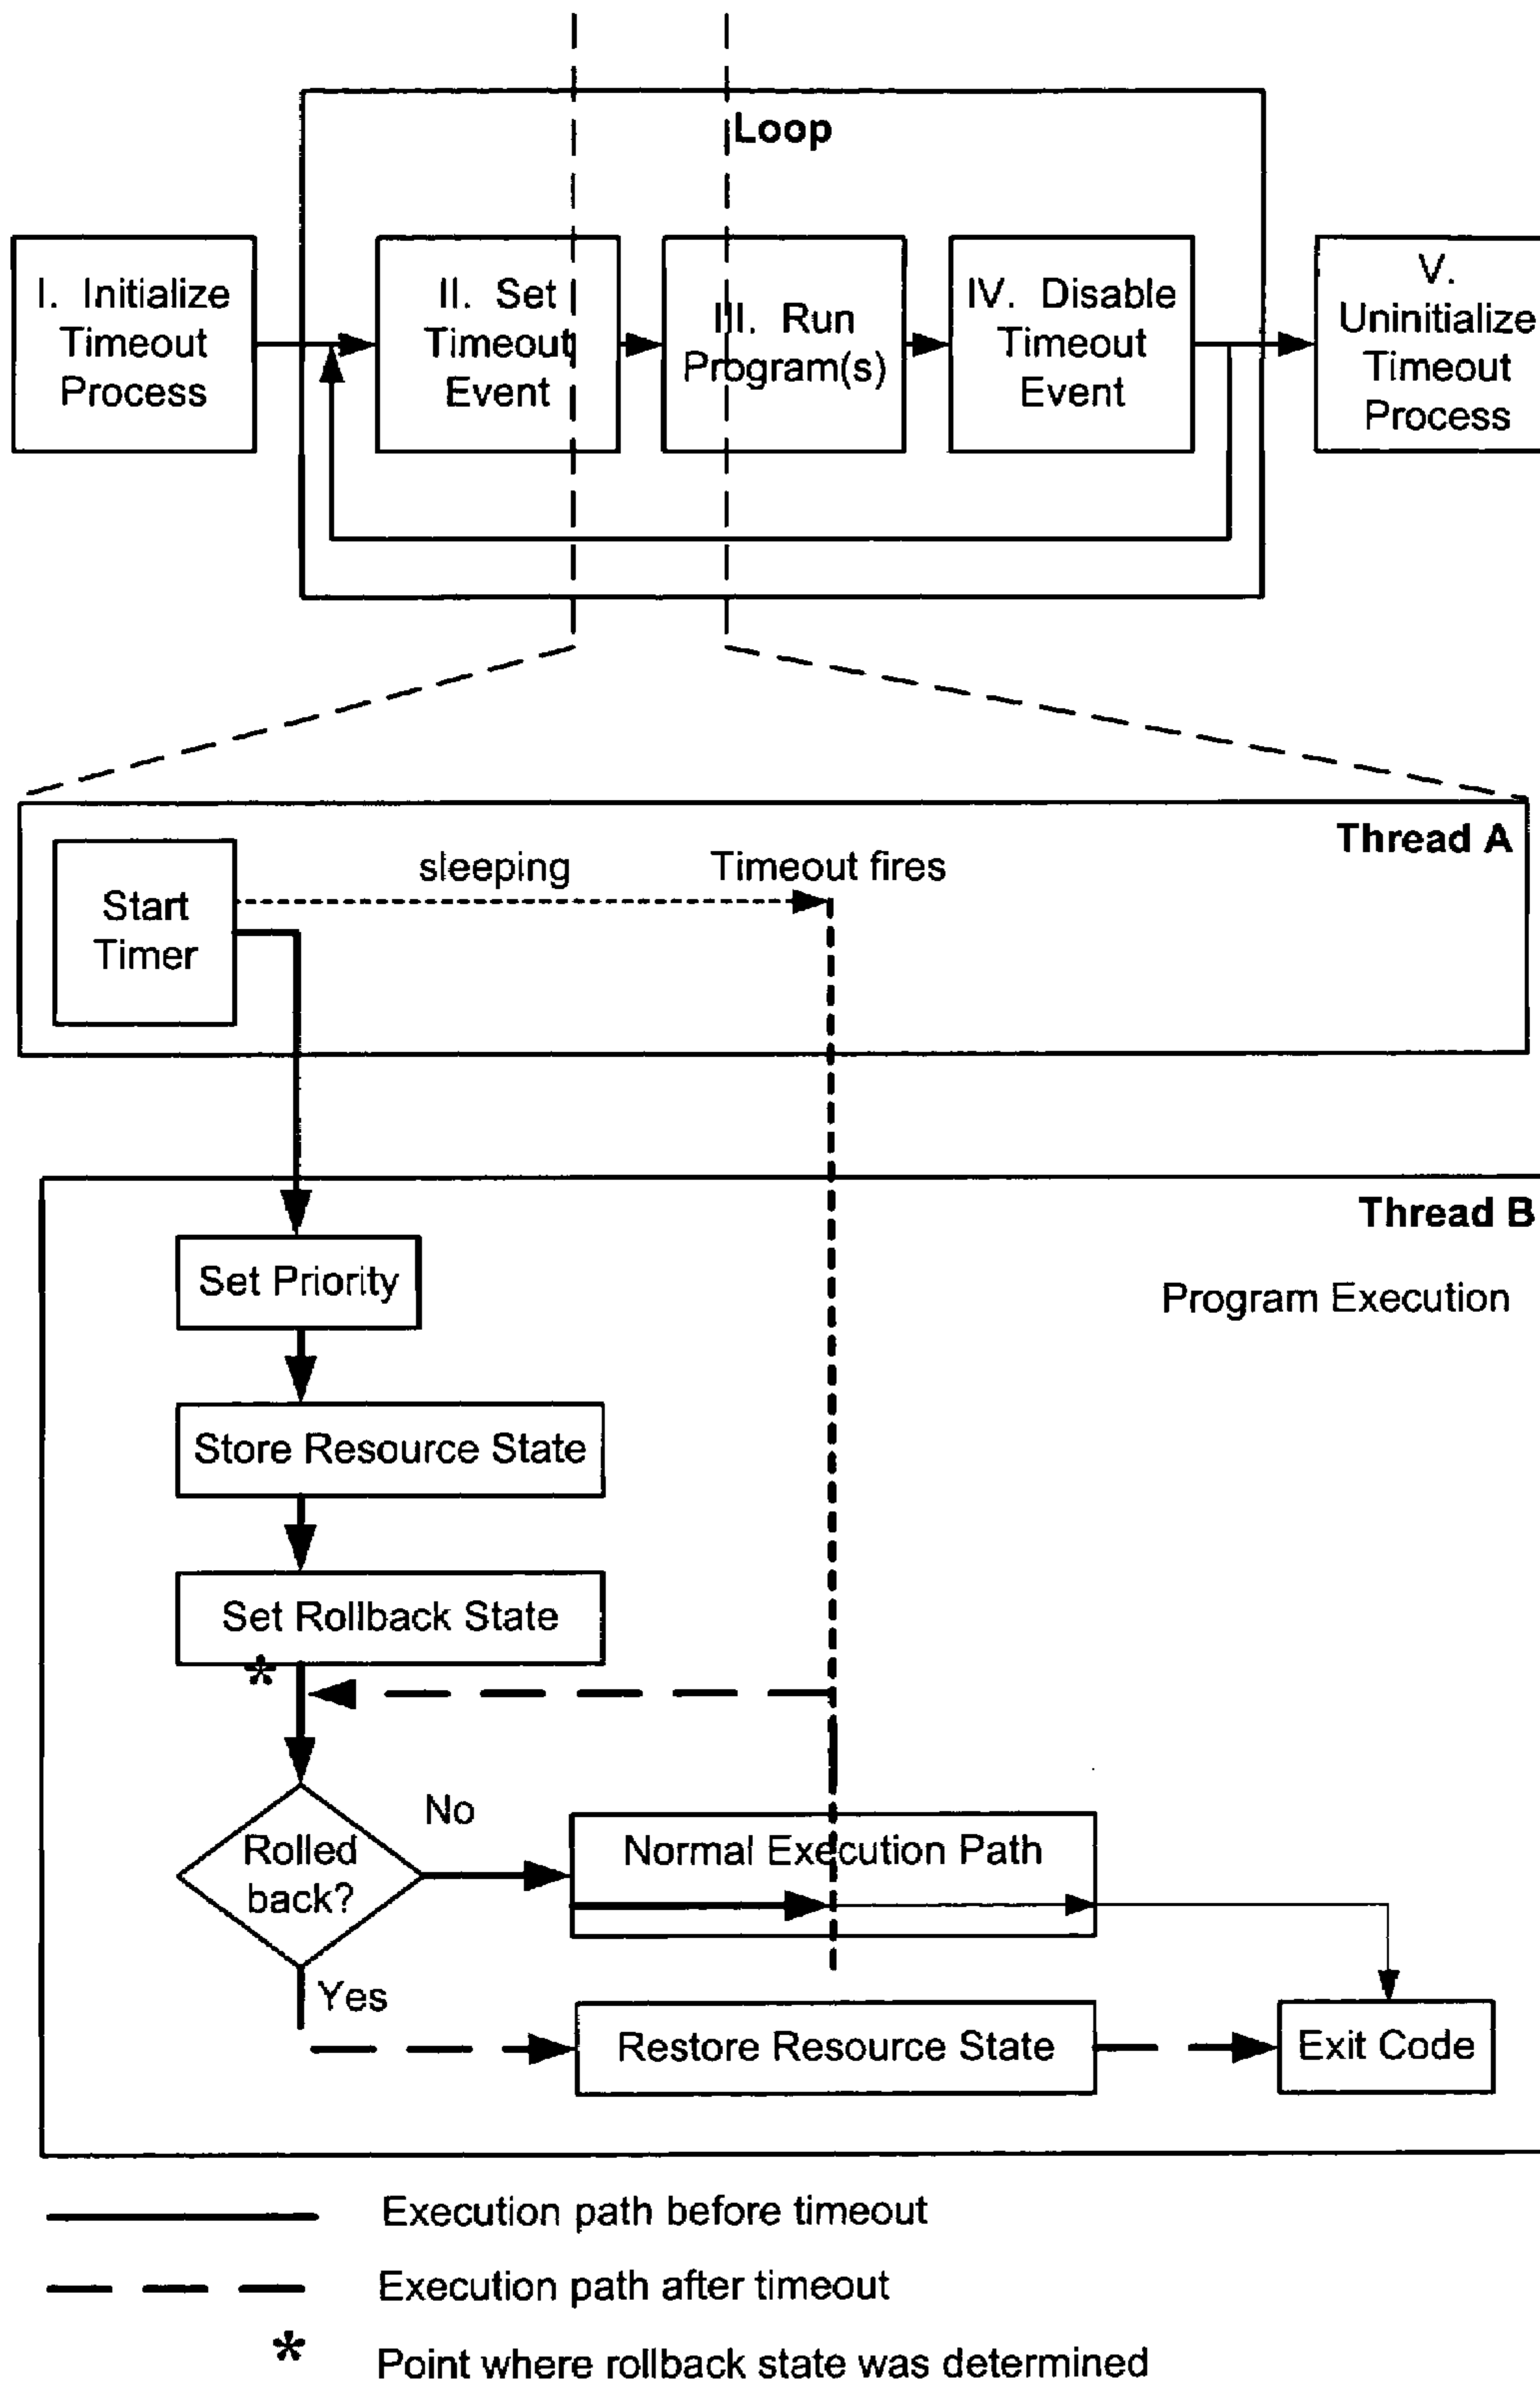 Loop
I. Initialize
Timeout
Process
II. Set
Timeout
Event
III. Run
Program(s)
IV. Disable
Timeout
Event
V.
Uninitialize
Timeout
Process
Thread A
Start
Timer
sleeping
Timeout fires
Thread B
Program Execution
Set Priority
Store Resource State
Set Rollback State
*
Rolled
back?
No
Normal Execution Path
Yes
Restore Resource State
Exit Code
Execution path before timeout
Execution path after timeout
* Point where rollback state was determined